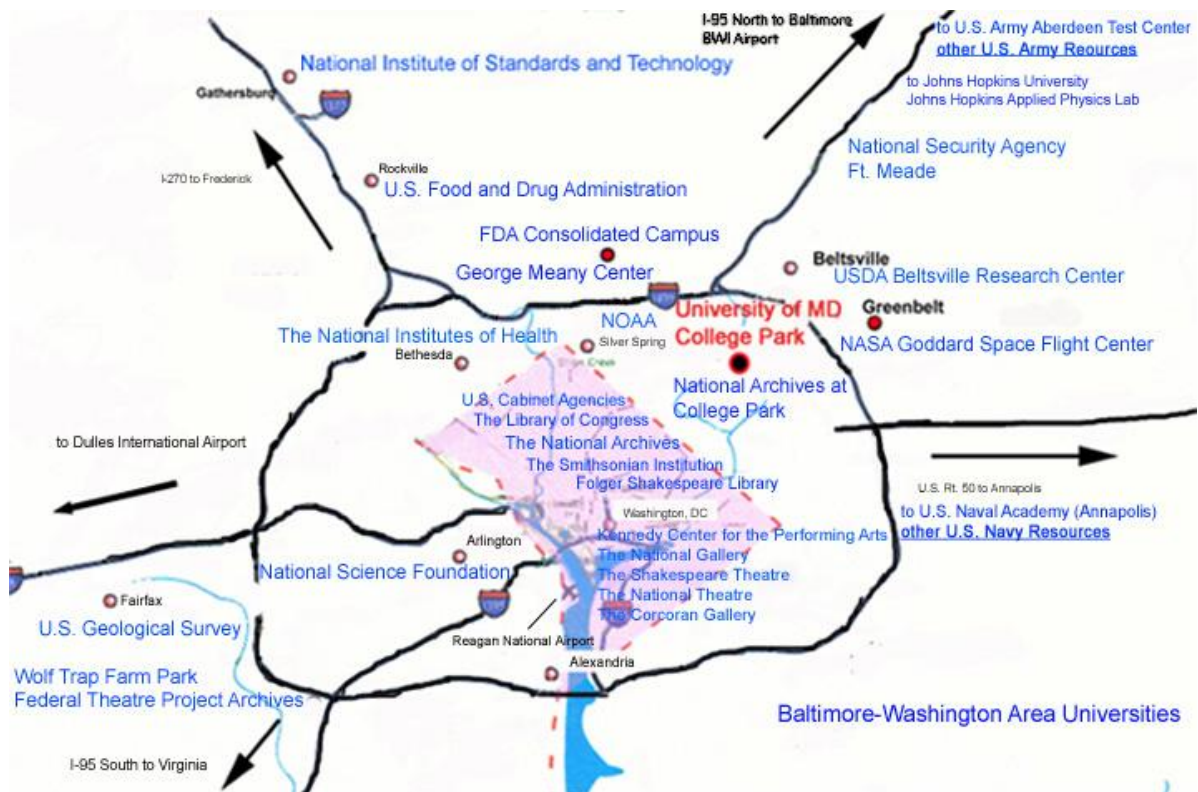 I-95 North to Baltimore
BWI Airport
to U.S. Army Aberdeen Test Center
other U.S. Army Reources
to Johns Hopkins University
Johns Hopkins Applied Physics Lab
National Institute of Standards and Technology
Gathersburg
National Security Agency
Ft. Meade
I-270 to Frederick
Rockville
U.S. Food and Drug Administration
FDA Consolidated Campus
George Meany Center
Beltsville
USDA Beltsville Research Center
University of MD
College Park
Greenbelt
NASA Goddard Space Flight Center
The National Institutes of Health
NOAA
Silver Spring
Bethesda
National Archives at
College Park
U.S. Cabinet Agencies
The Library of Congress
The National Archives
The Smithsonian Institution
Folger Shakespeare Library
to Dulles International Airport
U.S. Rt. 50 to Annapolis
to U.S. Naval Academy (Annapolis)
other U.S. Navy Resources
Washington, DC
Kennedy Center for the Performing Arts
The National Gallery
The Shakespeare Theatre
The National Theatre
The Corcoran Gallery
Arlington
National Science Foundation
Fairfax
U.S. Geological Survey
Reagan National Airport
Alexandria
Wolf Trap Farm Park
Federal Theatre Project Archives
Baltimore-Washington Area Universities
I-95 South to Virginia